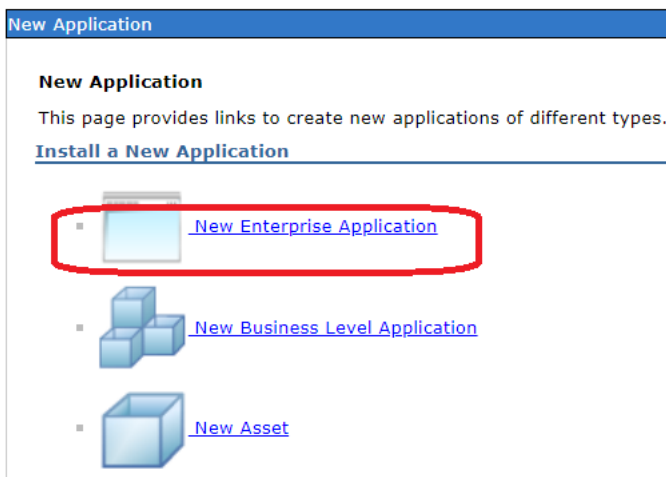 New Application
New Application
This page provides links to create new applications of different types.
Install a New Application
New Enterprise Application
New Business Level Application
New Asset